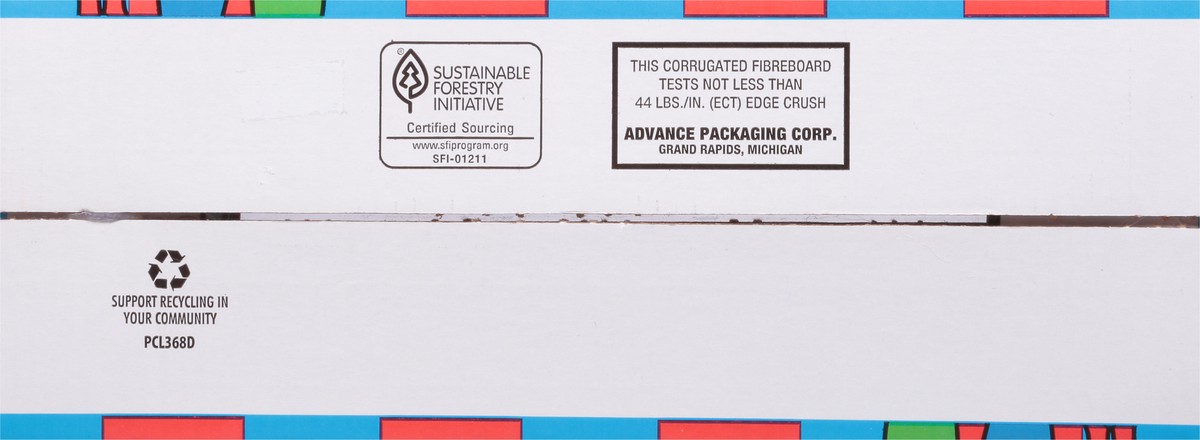 ®
SUSTAINABLE
FORESTRY
INITIATIVE
Certified Sourcing
www.sfiprogram.org
SFI-01211
THIS CORRUGATED FIBREBOARD
TESTS NOT LESS THAN
44 LBS./IN. (ECT) EDGE CRUSH
ADVANCE PACKAGING CORP.
GRAND RAPIDS, MICHIGAN
SUPPORT RECYCLING IN
YOUR COMMUNITY
PCL368D